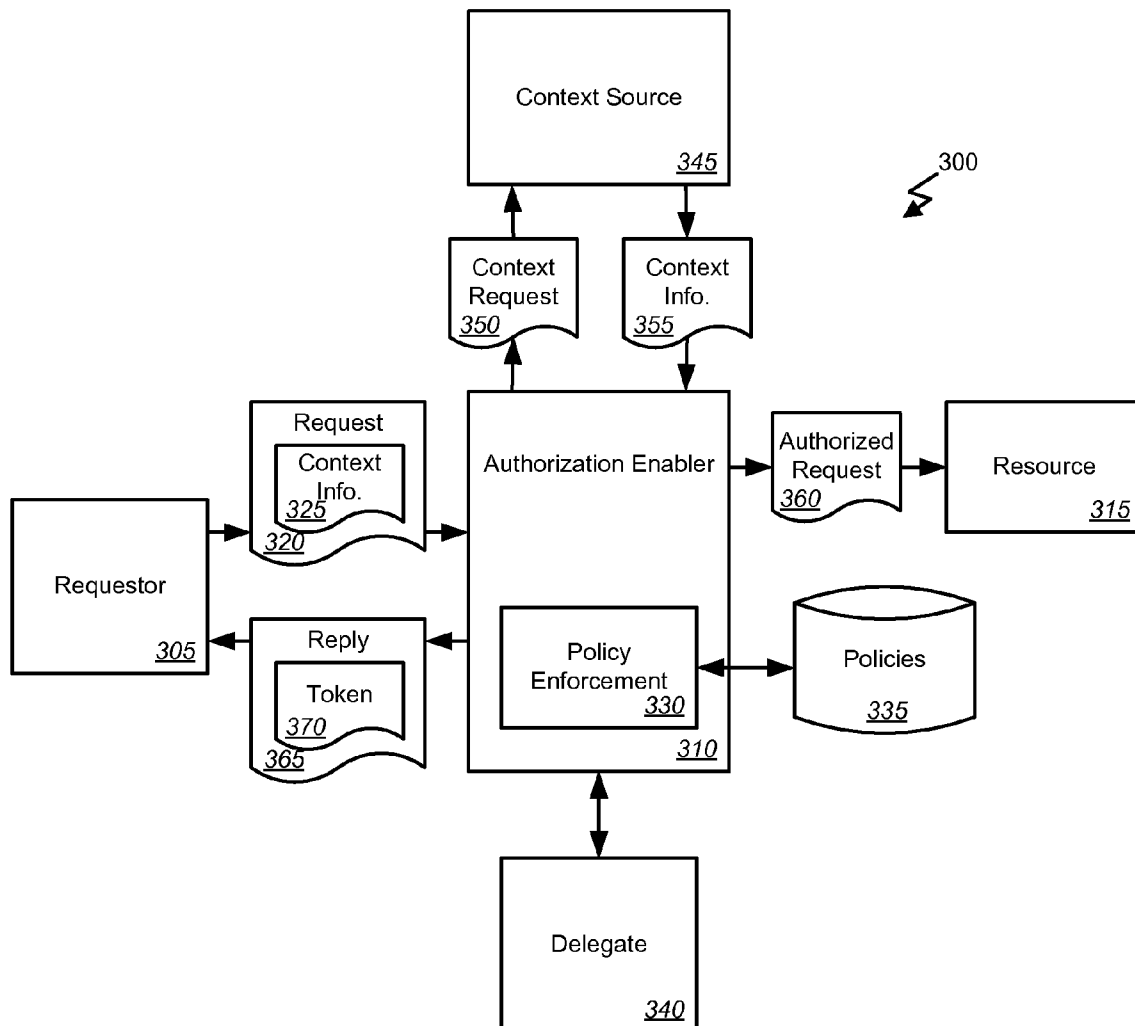 Context Source
345
300
Context
Request
350
Context
Info.
355
Request
Context
Info.
325
320
Authorization Enabler
Authorized
Request
360
Resource
315
Requestor
305
Reply
Token
370
365
Policy
Enforcement
330
310
Policies
335
Delegate
340